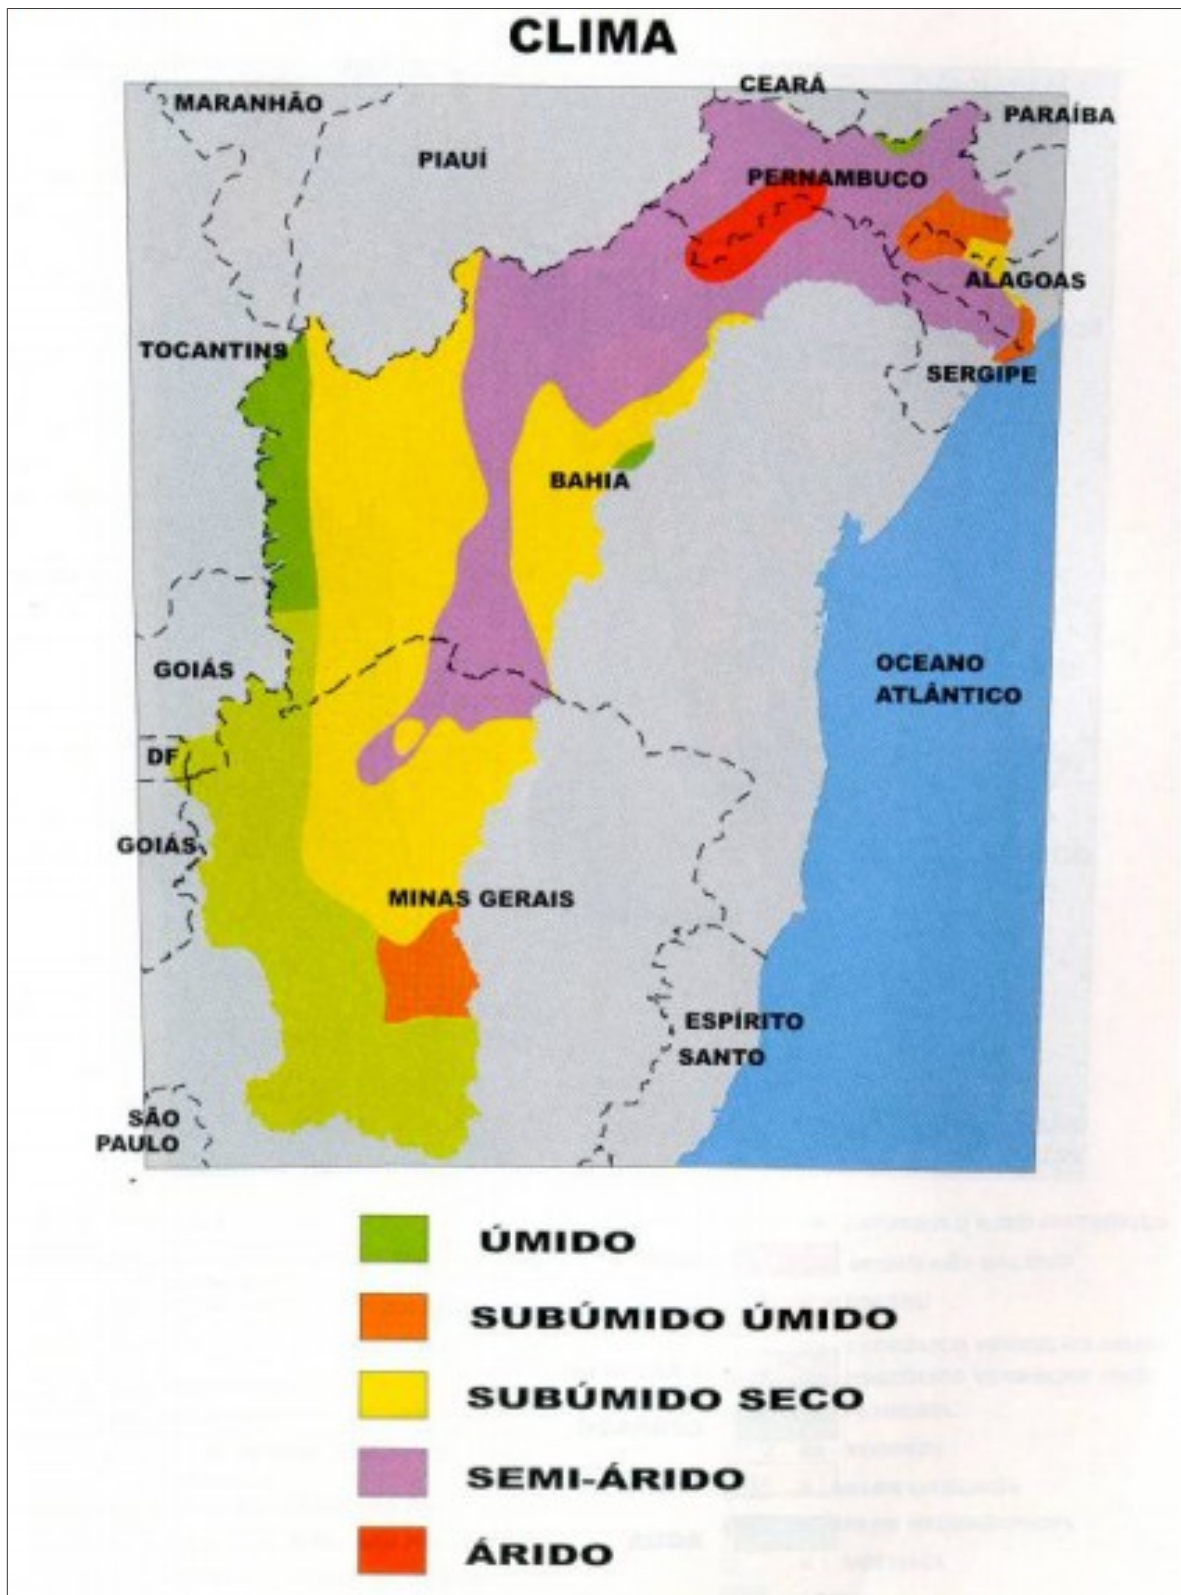 CLIMA
CEARÁ
MARANHÃO
PARAÍBA
PIAUÍ
PERNAMBUCO
ALAGOAS
TOCANTINS
SERGIPE
BAHIA
OCEANO
ATLÂNTICO
GOIÁS
DF
GOIÁS
MINAS GERAIS
ESPÍRITO
SANTO
SÃO
PAULO
ÚMIDO
SUBÚMIDO ÚMIDO
SUBÚMIDO SECO
SEMI-ÁRIDO
ÁRIDO